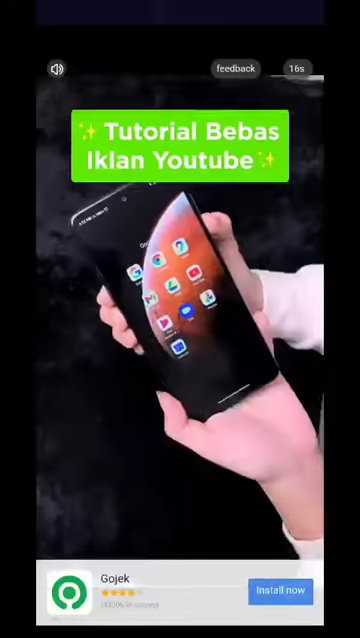 feedback
16s
✨Tutorial Bebas
Iklan Youtube✨
Gojek
Install now